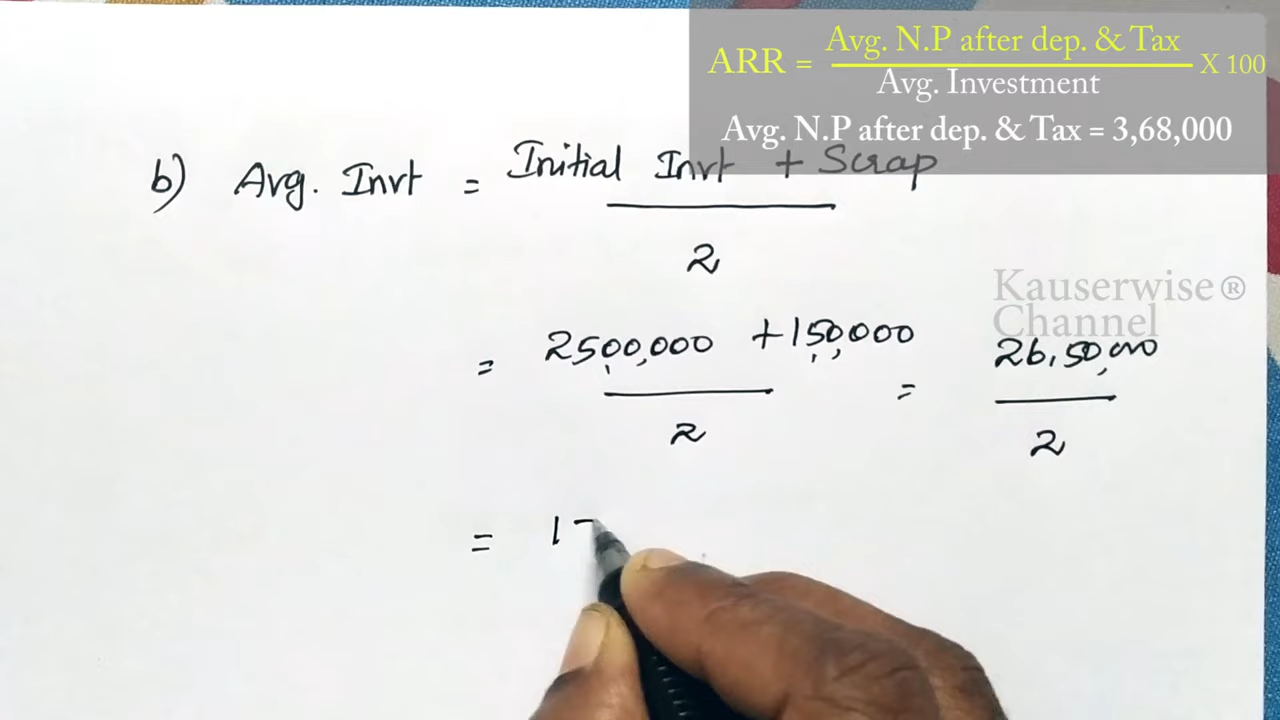 ARR = Avg. N.P after dep. & Tax X 100
Avg. Investment
Avg. N.P after dep. & Tax = 3,68,000
b) Avg. Invt = Initial Invt + Scrap
2
Kauserwise®
Channel
= 2500,000 + 150,000 = 26,50,000
2 2
= 1